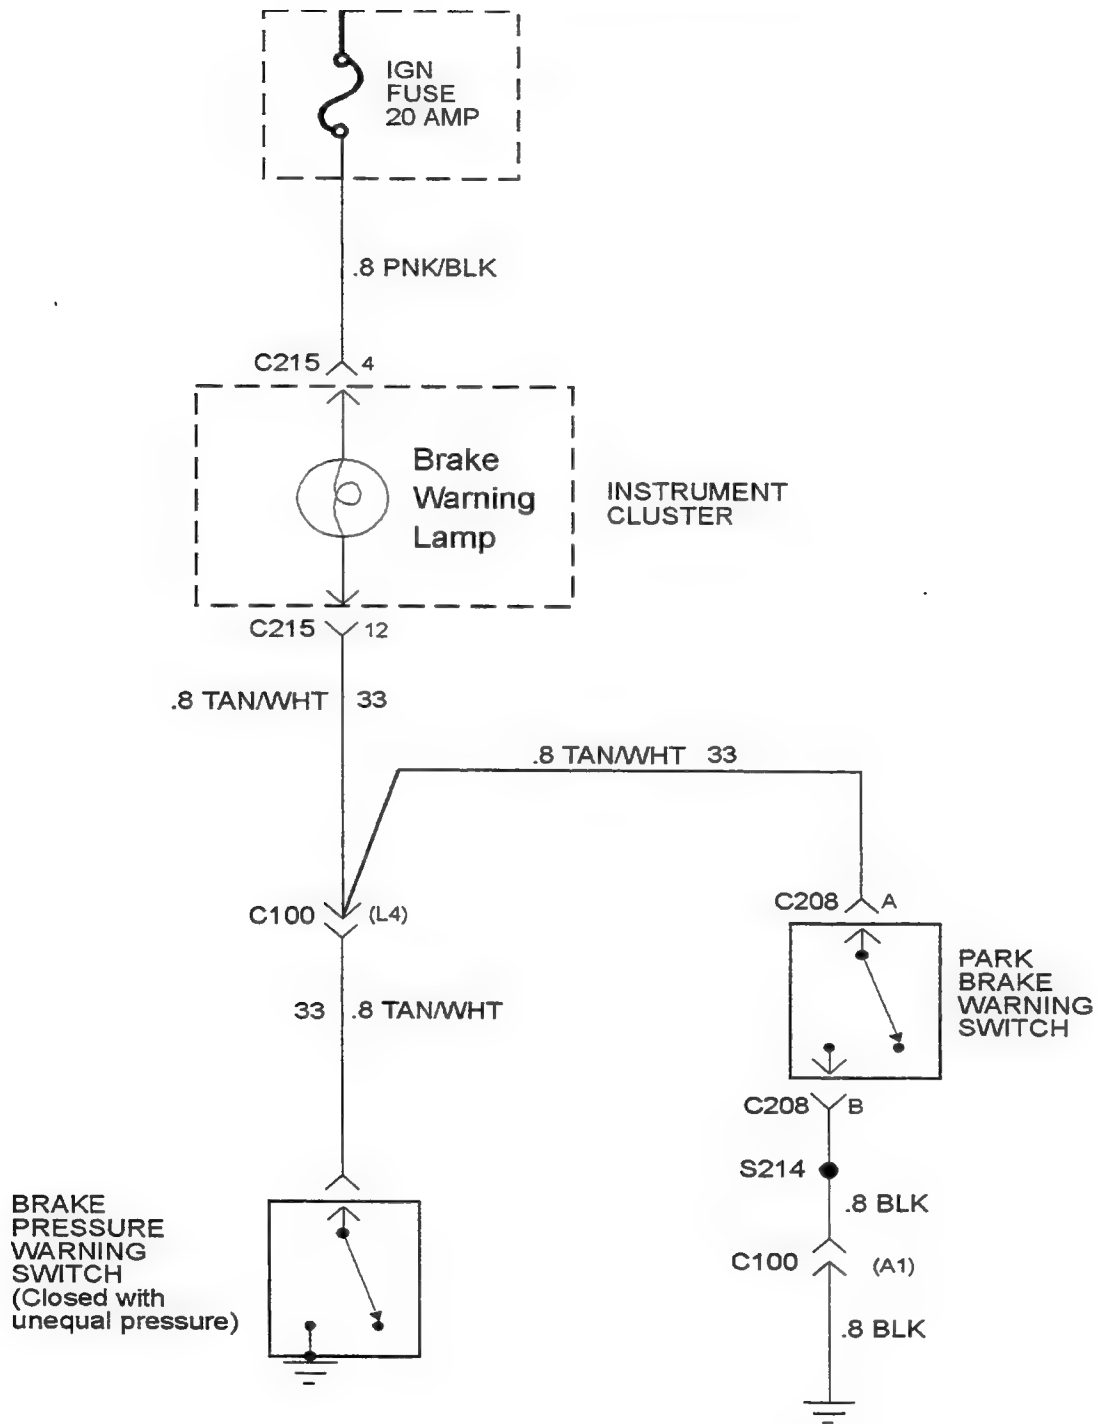 IGN
FUSE
20 AMP
.8 PNK/BLK
C215 4
Brake
Warning
Lamp
INSTRUMENT
CLUSTER
C215 12
.8 TAN/WHT 33
.8 TAN/WHT 33
C100 (L4)
C208 A
PARK
BRAKE
WARNING
SWITCH
33 .8 TAN/WHT
C208 B
S214
.8 BLK
C100 (A1)
.8 BLK
BRAKE
PRESSURE
WARNING
SWITCH
(Closed with
unequal pressure)